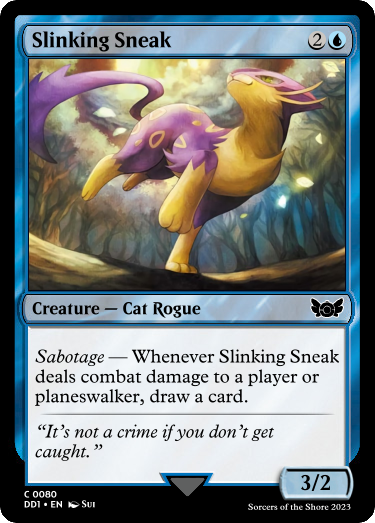 Slinking Sneak 2
Creature — Cat Rogue
Sabotage — Whenever Slinking Sneak
deals combat damage to a player or
planeswalker, draw a card.
“It’s not a crime if you don’t get
caught.”
3/2
C 0080
DD1 • EN Sui
Sorcers of the Shore 2023